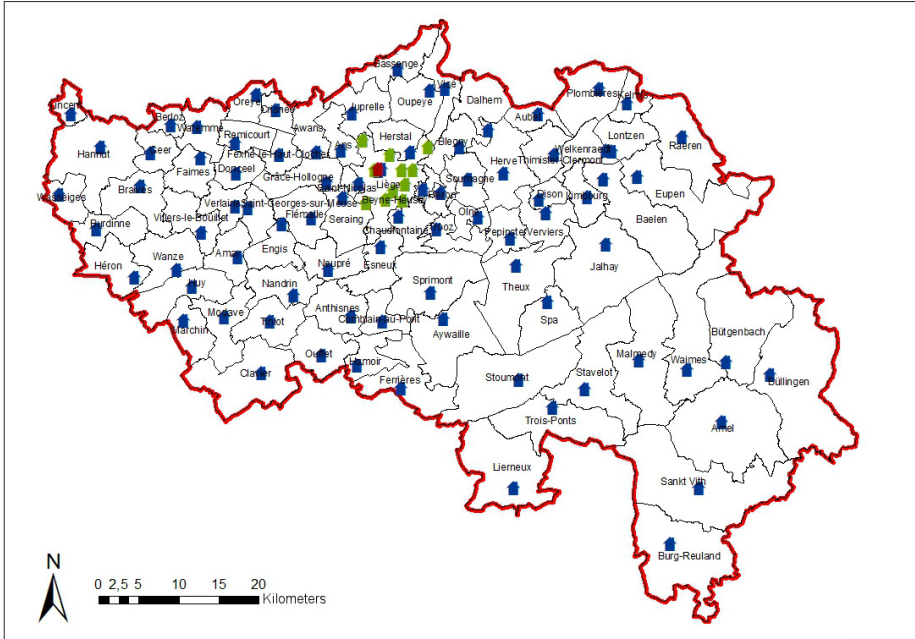 Bassenge
Visé
Oreye
Crisnée
Juprelle
Oupeye
Dalhem
Plombières
Kelmis
Lincent
Berloz
Waremme
Awans
Herstal
Aubel
Remicourt
Ans
Blegny
Lontzen
Raeren
Hannut
Geer
Fexhe-le-Haut-Clocher
Herve
Thimister-Clermont
Welkenraedt
Faimes
Donceel
Grâce-Hollogne
Soumagne
Wasseiges
Braives
Saint-Nicolas
Liège
Dison
Limbourg
Eupen
Verlaine
Saint-Georges-sur-Meuse
Beyne-Heusay
Burdinne
Villers-le-Bouillet
Flémalle
Seraing
Olne
Baelen
Chaudfontaine
Trooz
Pepinster
Verviers
Héron
Wanze
Amay
Engis
Neupré
Esneux
Jalhay
Huy
Nandrin
Sprimont
Theux
Marchin
Modave
Tinlot
Anthisnes
Comblain-au-Pont
Aywaille
Spa
Bütgenbach
Clavier
Ouffet
Hamoir
Ferrières
Stoumont
Stavelot
Malmedy
Waimes
Büllingen
Trois-Ponts
Amel
Lierneux
Sankt Vith
Burg-Reuland
N
0 2,5 5 10 15 20
Kilometers